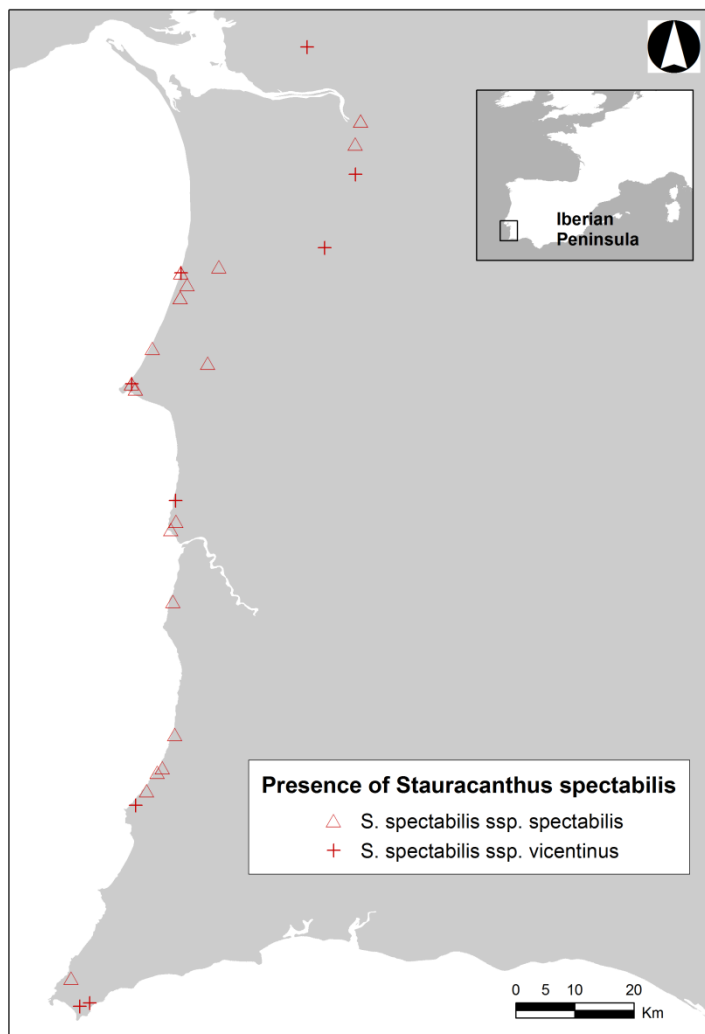 Iberian
Peninsula
Presence of Stauracanthus spectabilis
S. spectabilis ssp. spectabilis
S. spectabilis ssp. vicentinus
0 5 10 20
Km